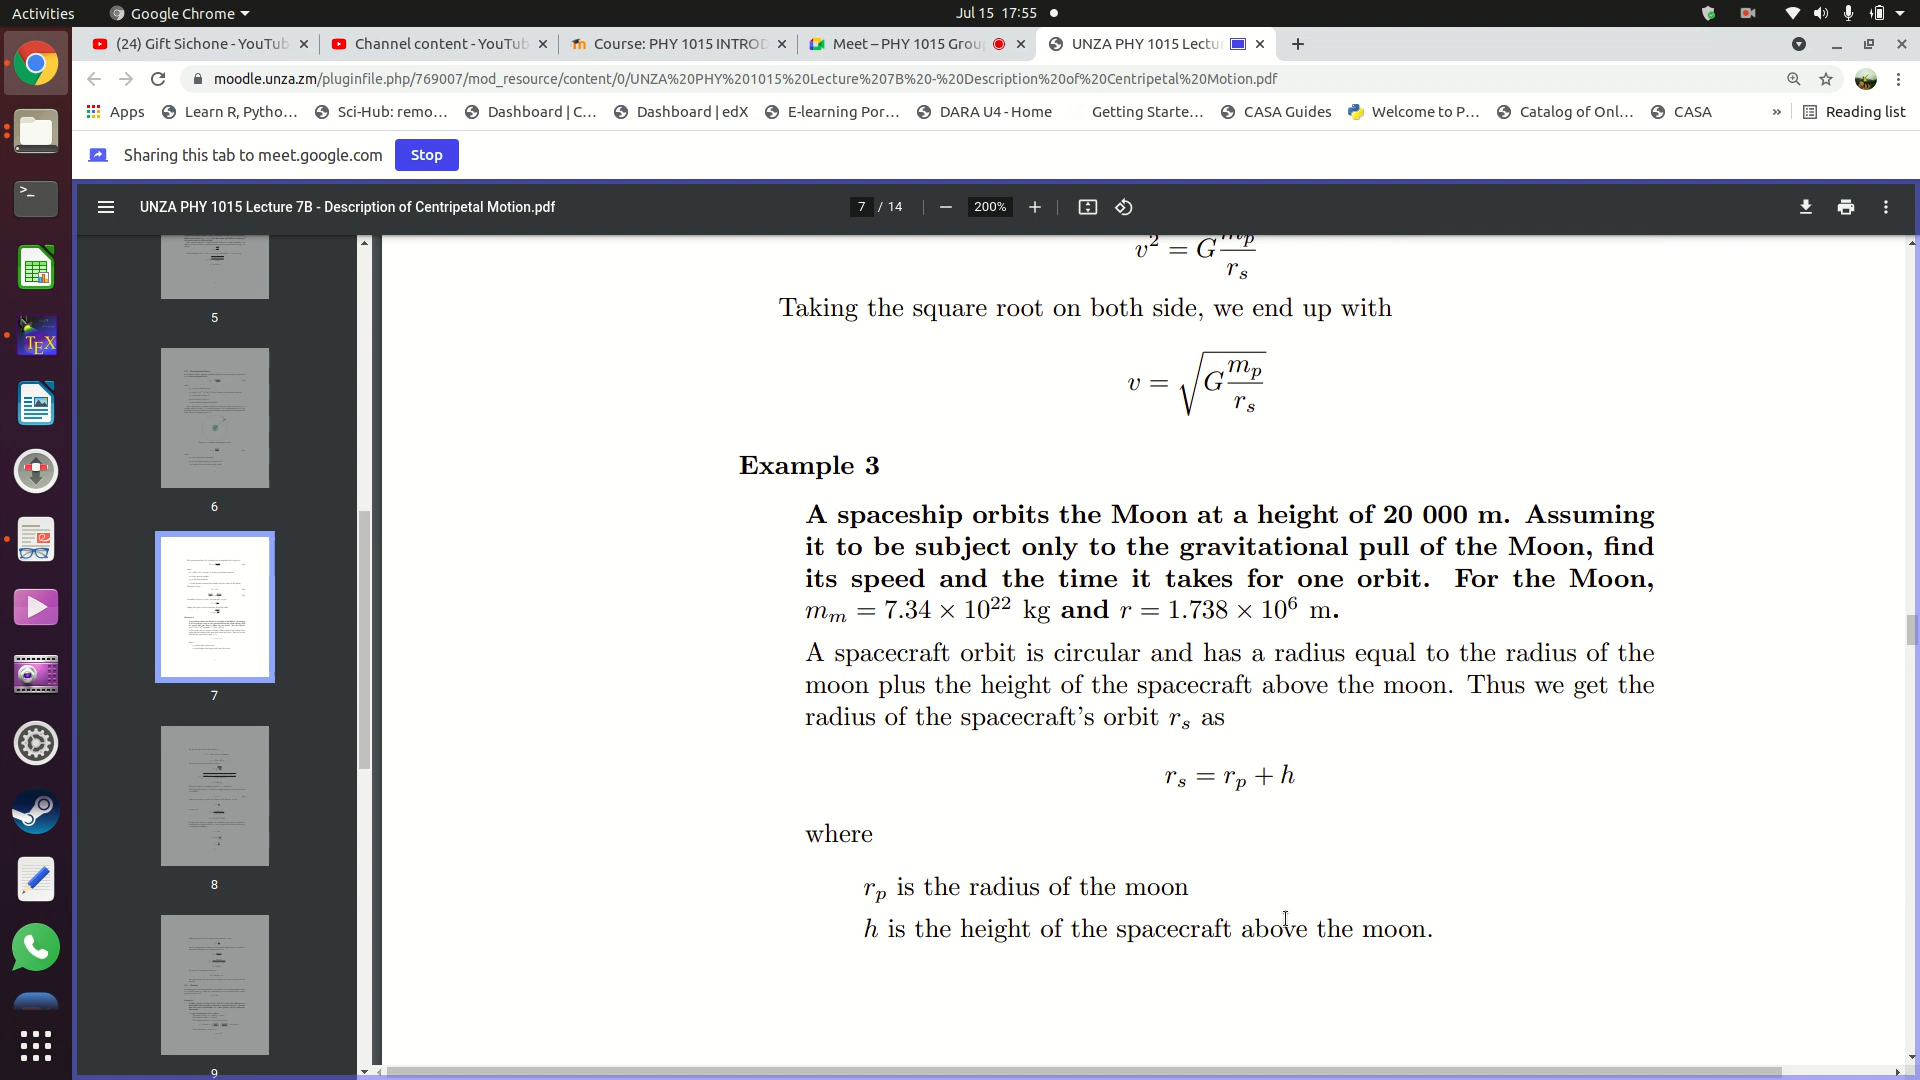 Activities
Google Chrome
Jul 15 17:55
(24) Gift Sichone - YouTub
Channel content - YouTub
Course: PHY 1015 INTROD
Meet – PHY 1015 Grou
UNZA PHY 1015 Lectur
moodle.unza.zm/pluginfile.php/769007/mod_resource/content/0/UNZA%20PHY%201015%20Lecture%207B%20-%20Description%20of%20Centripetal%20Motion.pdf
Apps
Learn R, Pytho...
Sci-Hub: remo...
Dashboard | C...
Dashboard | edX
E-learning Por...
DARA U4 - Home
Getting Starte...
CASA Guides
Welcome to P...
Catalog of Onl...
CASA
»
Reading list
Sharing this tab to meet.google.com
Stop
UNZA PHY 1015 Lecture 7B - Description of Centripetal Motion.pdf
7 / 14
200%
5
6
7
8
9
v² = G m_p / r_s
Taking the square root on both side, we end up with
v = √(G m_p / r_s)
Example 3
A spaceship orbits the Moon at a height of 20 000 m. Assuming
it to be subject only to the gravitational pull of the Moon, find
its speed and the time it takes for one orbit. For the Moon,
m_m = 7.34 × 10²² kg and r = 1.738 × 10⁶ m.
A spacecraft orbit is circular and has a radius equal to the radius of the
moon plus the height of the spacecraft above the moon. Thus we get the
radius of the spacecraft's orbit r_s as
r_s = r_p + h
where
r_p is the radius of the moon
h is the height of the spacecraft above the moon.